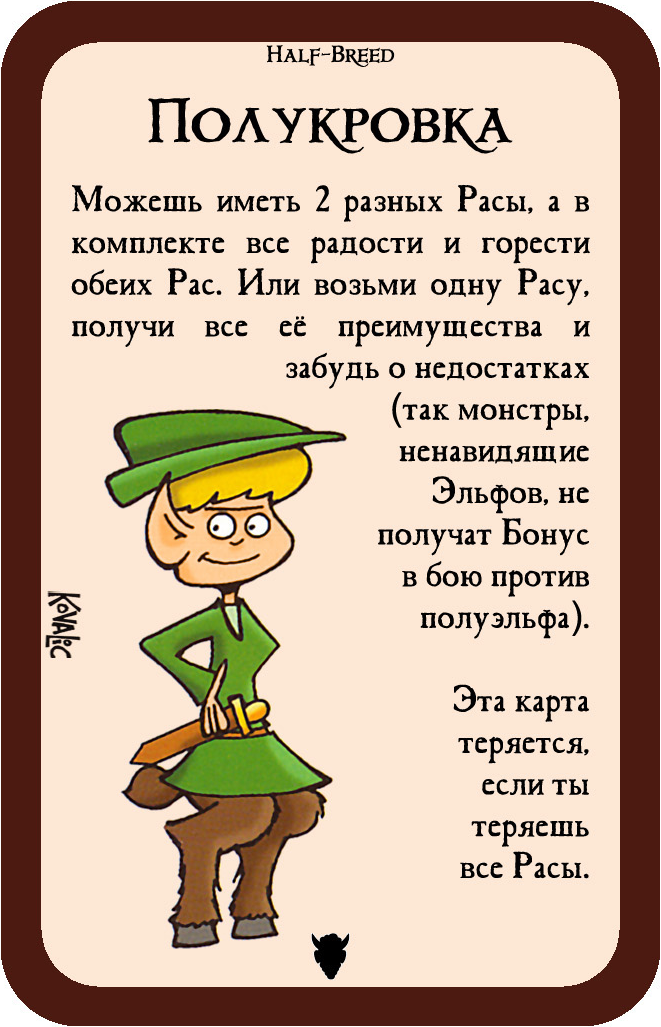 Half-Breed
Полукровка
Можешь иметь 2 разных Расы, а в
комплекте все радости и горести
обеих Рас. Или возьми одну Расу,
получи все её преимущества и
забудь о недостатках
(так монстры,
ненавидящие
Эльфов, не
получат Бонус
в бою против
полуэльфа).
Эта карта
теряется,
если ты
теряешь
все Расы.
Kovalic